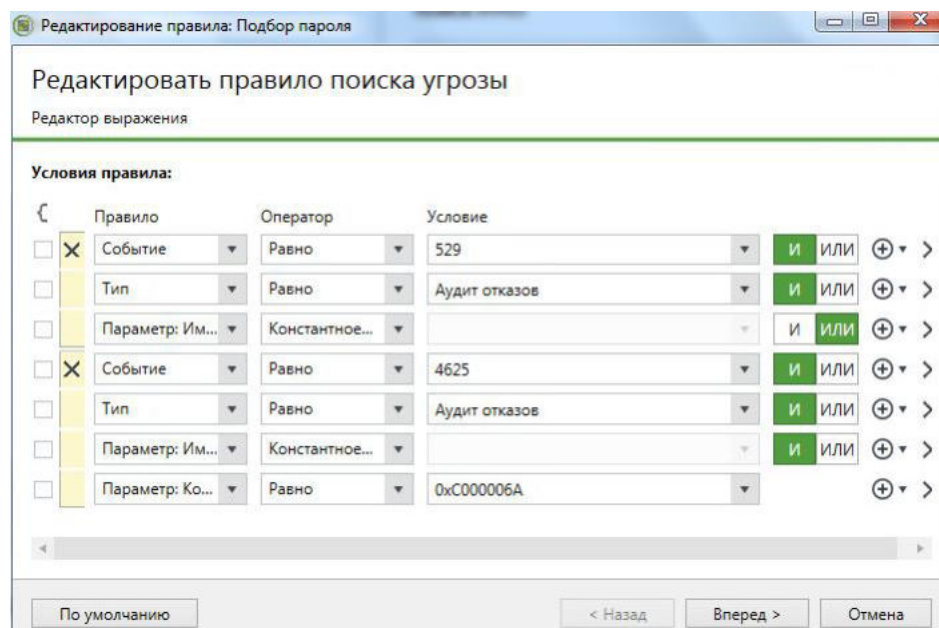 Редактирование правила: Подбор пароля
Редактировать правило поиска угрозы
Редактор выражения
Условия правила:
Правило Оператор Условие
Событие Равно 529 И ИЛИ
Тип Равно Аудит отказов И ИЛИ
Параметр: Им... Константное... И ИЛИ
Событие Равно 4625 И ИЛИ
Тип Равно Аудит отказов И ИЛИ
Параметр: Им... Константное... И ИЛИ
Параметр: Ко... Равно 0xC000006A
По умолчанию < Назад Вперед > Отмена